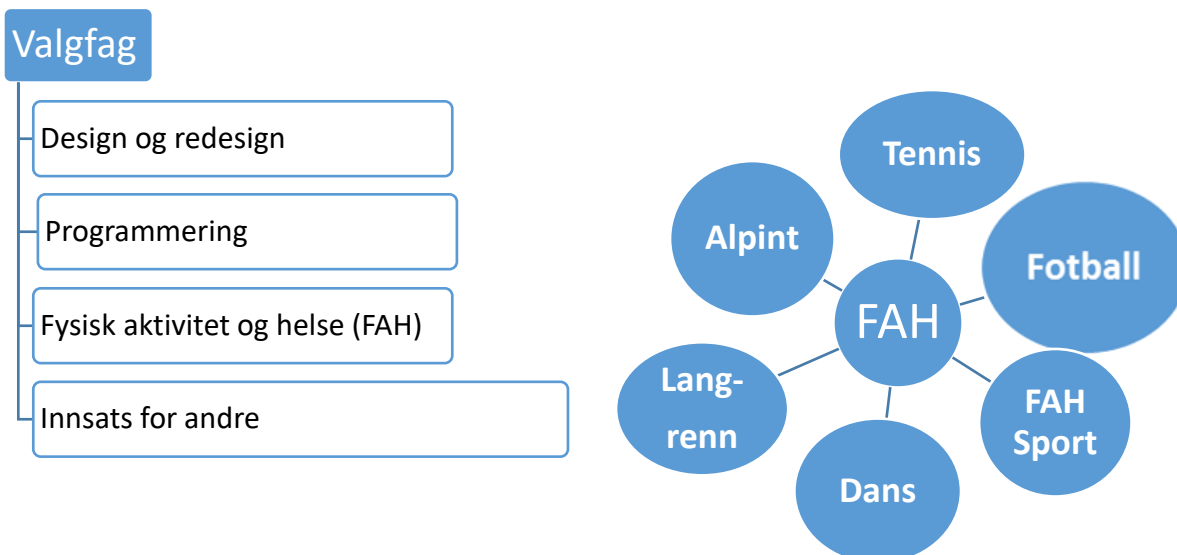 Valgfag
Design og redesign
Programmering
Fysisk aktivitet og helse (FAH)
Innsats for andre
Tennis
Alpint
Fotball
FAH
Lang-
renn
FAH
Sport
Dans